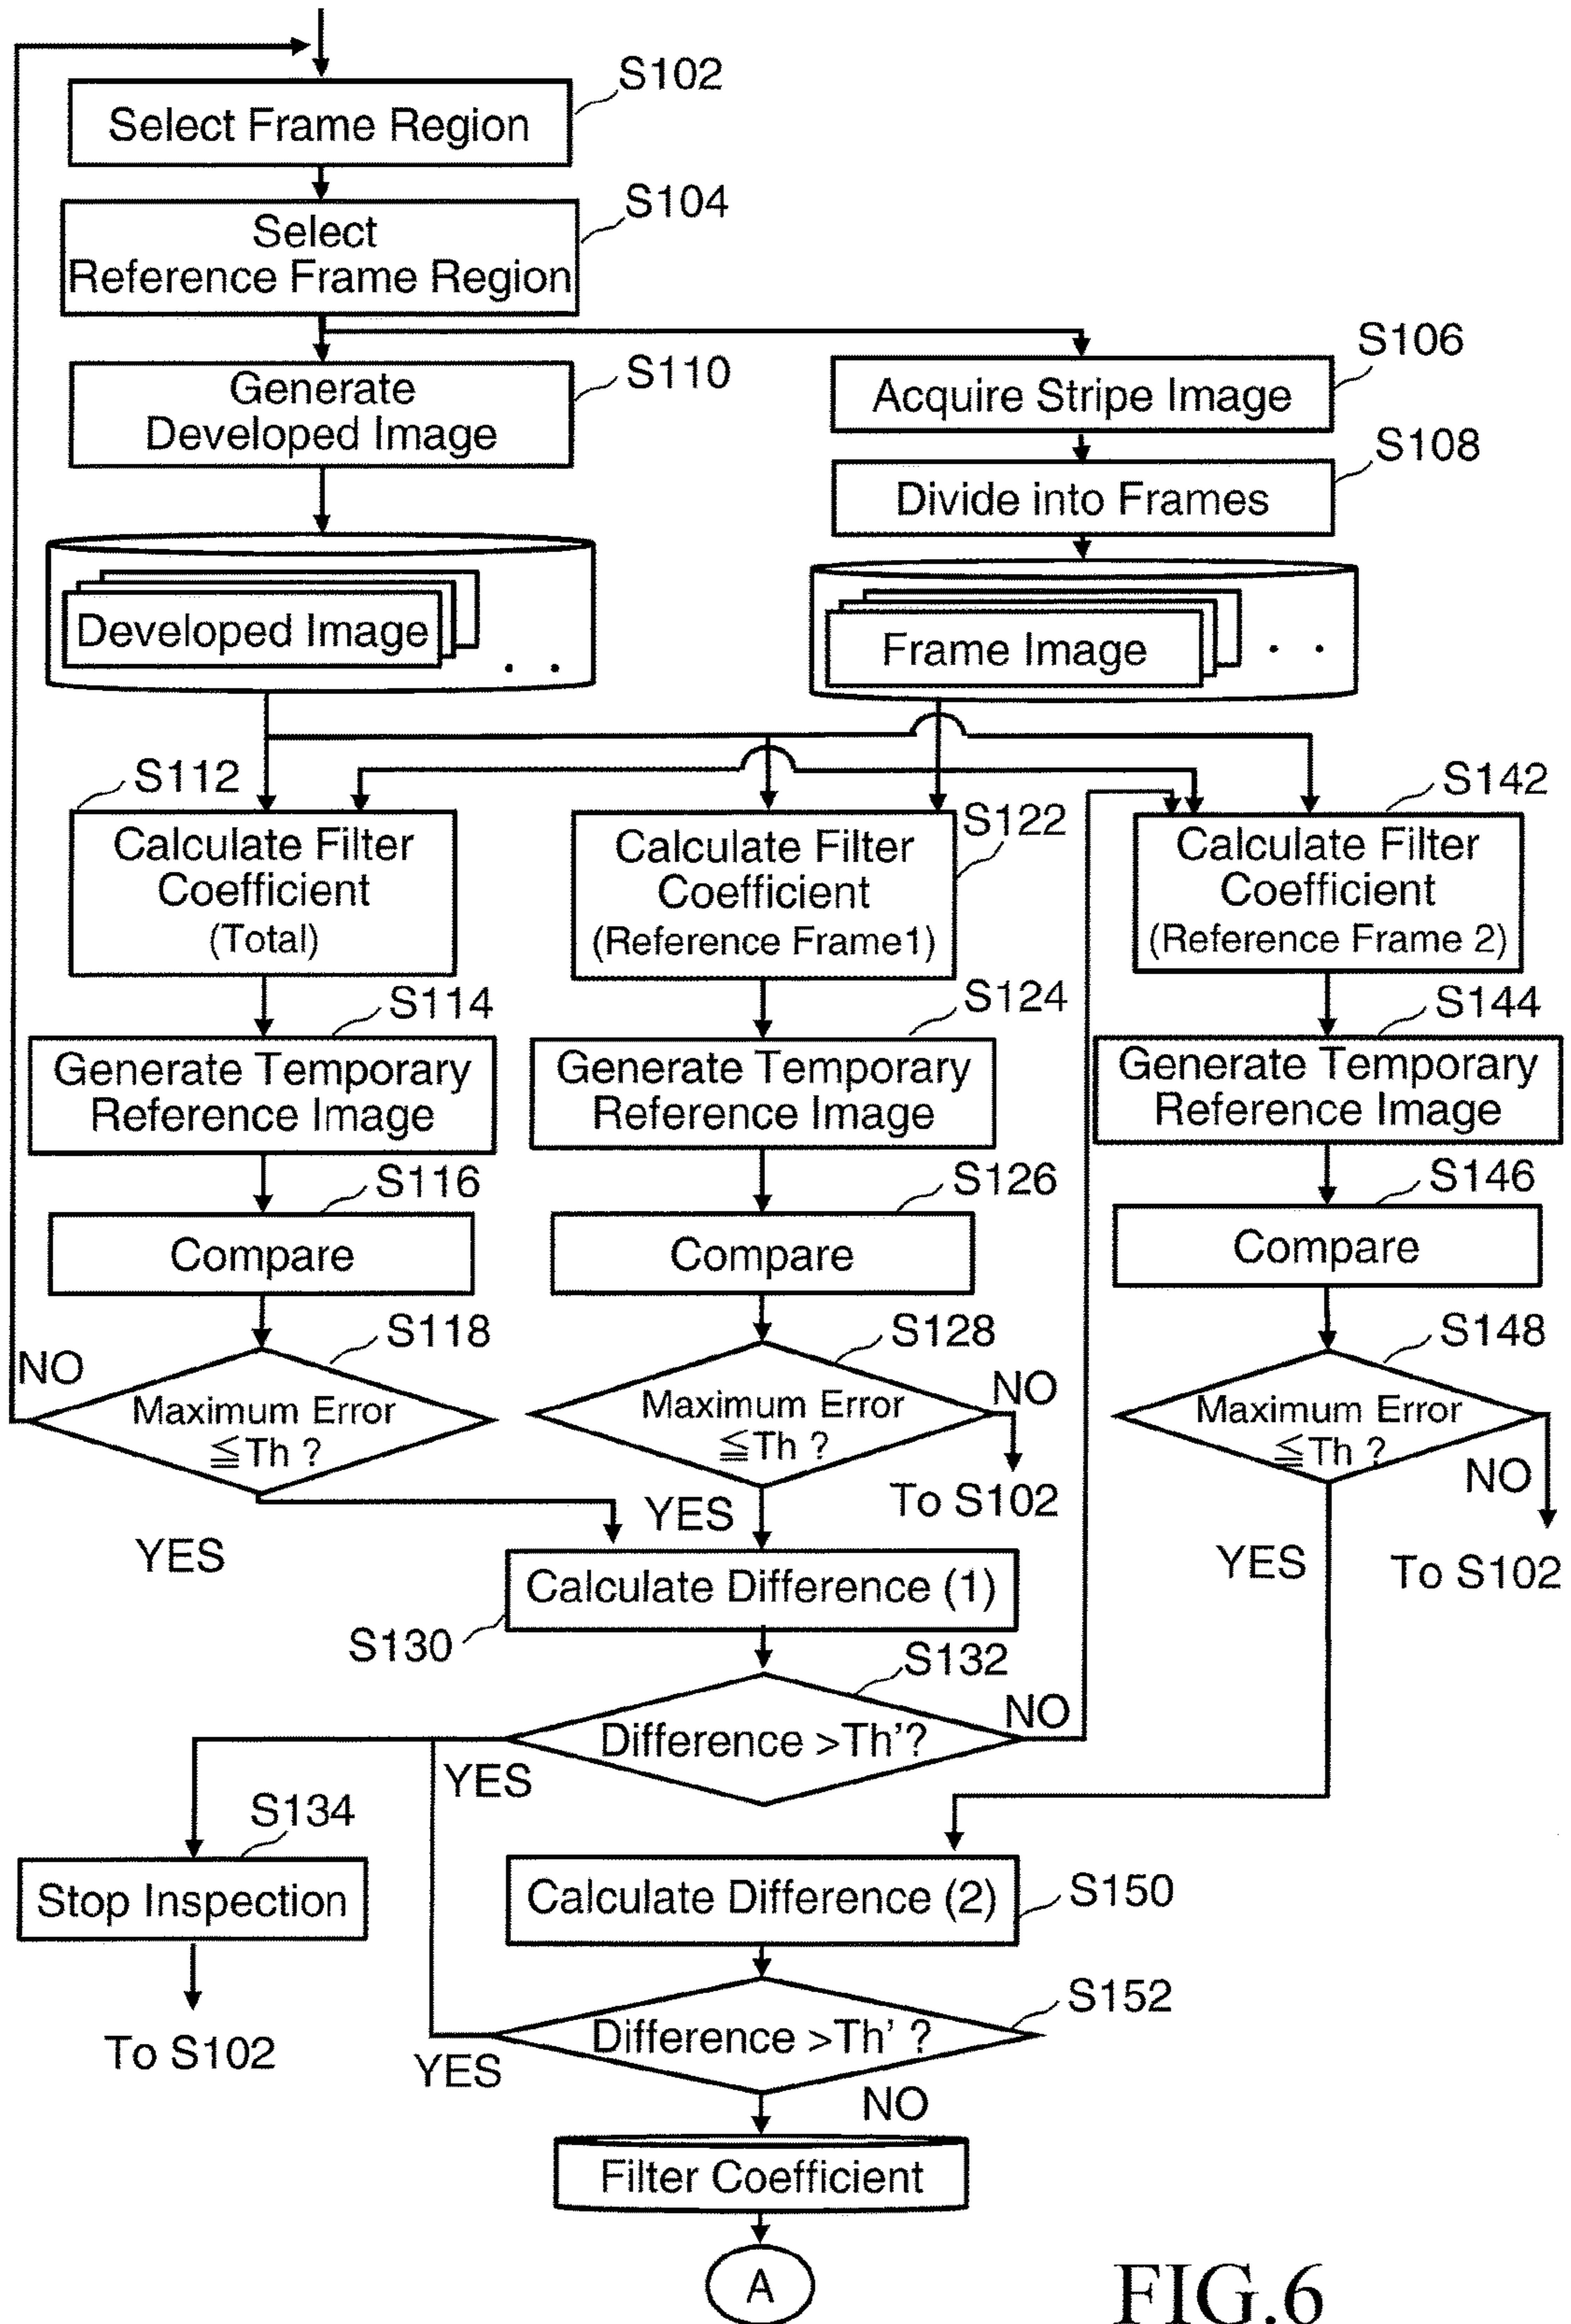 S102
Select Frame Region
S104
Select
Reference Frame Region
S110
Generate
Developed Image
S106
Acquire Stripe Image
S108
Divide into Frames
Developed Image
. .
Frame Image
. .
S112
Calculate Filter
Coefficient
(Total)
S122
Calculate Filter
Coefficient
(Reference Frame1)
S142
Calculate Filter
Coefficient
(Reference Frame 2)
S114
Generate Temporary
Reference Image
S124
Generate Temporary
Reference Image
S144
Generate Temporary
Reference Image
S116
Compare
S126
Compare
S146
Compare
S118
NO
Maximum Error
≦Th ?
YES
S128
Maximum Error
≦Th ?
NO
To S102
YES
S148
Maximum Error
≦Th ?
NO
To S102
YES
Calculate Difference (1)
S130
S132
Difference >Th'?
NO
YES
S134
Stop Inspection
To S102
Calculate Difference (2)
S150
S152
Difference >Th' ?
YES
NO
Filter Coefficient
A
FIG.6